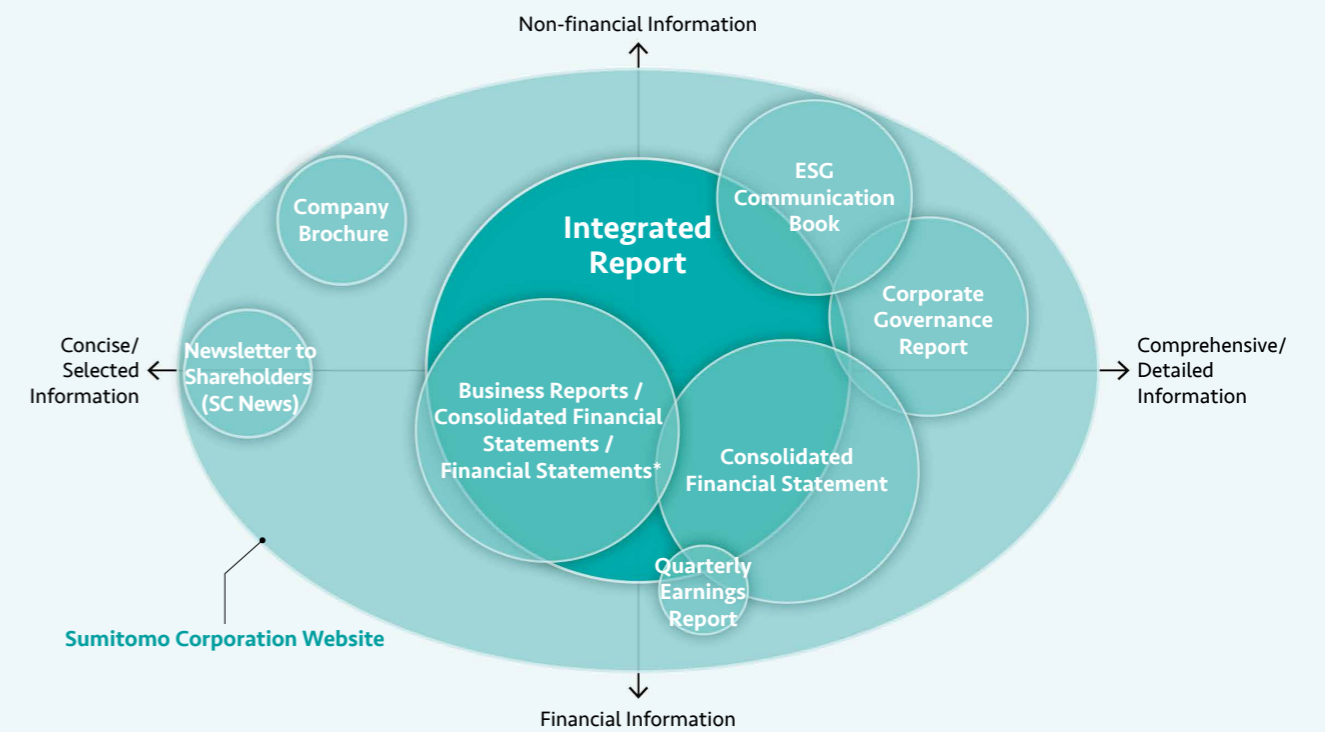 Non-financial Information
ESG
Communication
Book
Company
Brochure
Integrated
Report
Corporate
Governance
Report
Concise/
Selected
Information
Newsletter to
Shareholders
(SC News)
Comprehensive/
Detailed
Information
Business Reports /
Consolidated Financial
Statements /
Financial Statements*
Consolidated
Financial Statement
Quarterly
Earnings
Report
Sumitomo Corporation Website
Financial Information